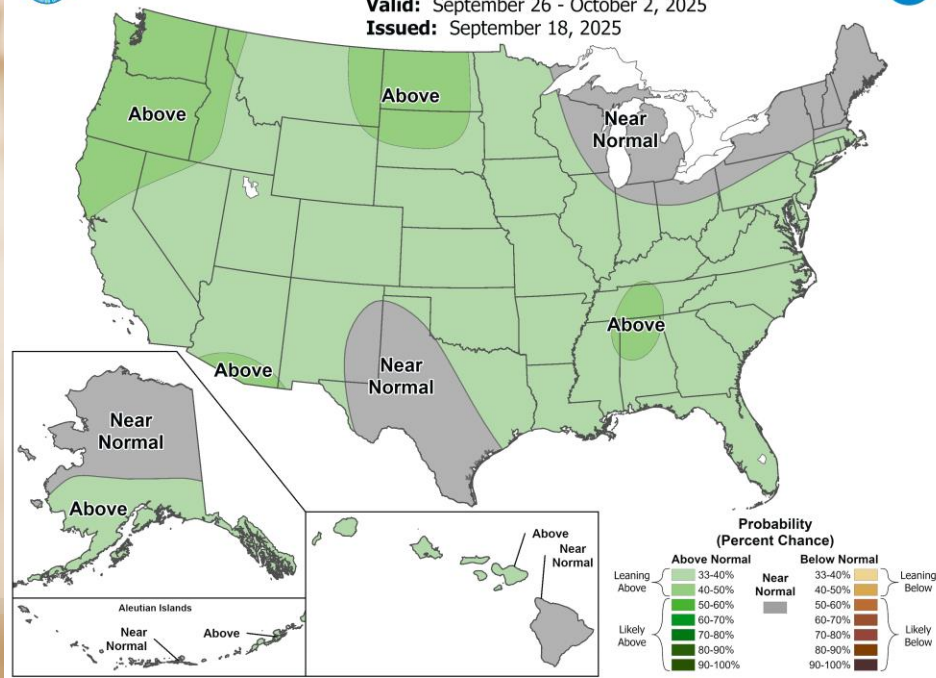 Valid: September 26 - October 2, 2025
Issued: September 18, 2025
Above
Above
Near
Normal
Above
Near
Normal
Above
Near
Normal
Above
Aleutian Islands
Near
Normal
Above
Above
Near
Normal
Probability
(Percent Chance)
Above Normal
Below Normal
Leaning
Above
33-40%
40-50%
Likely
Above
50-60%
60-70%
70-80%
80-90%
90-100%
Near
Normal
33-40%
40-50%
Leaning
Below
50-60%
60-70%
70-80%
80-90%
90-100%
Likely
Below